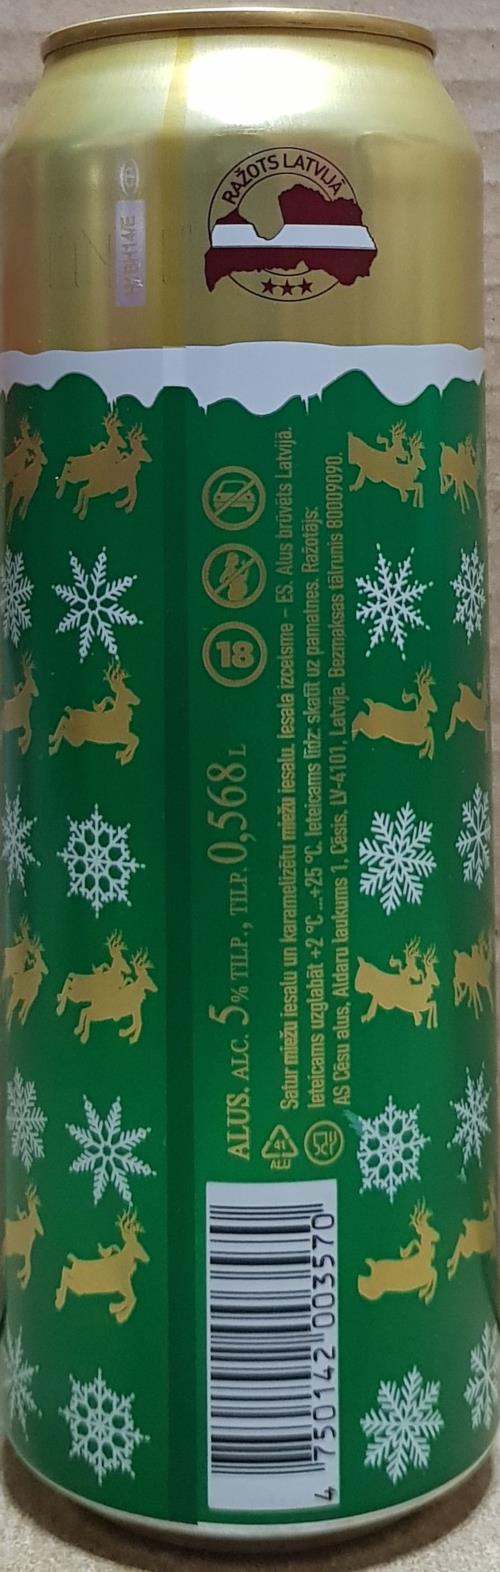 RAŽOTS LATVIJĀ
18
ALUS. ALC. 5% TILP., TILP. 0,568 L
Satur miežu iesalu un karamelizētu miežu iesalu. Iesala izcelsme – ES. Alus brūvēts Latvijā.
Ieteicams uzglabāt +2 °C ...+25 °C. Ieteicams līdz: skatīt uz pamatnes. Ražotājs:
AS Cēsu alus, Aldaru laukums 1, Cēsis, LV-4101, Latvija. Bezmaksas tālrunis 80009090.
41
4 750142 003570